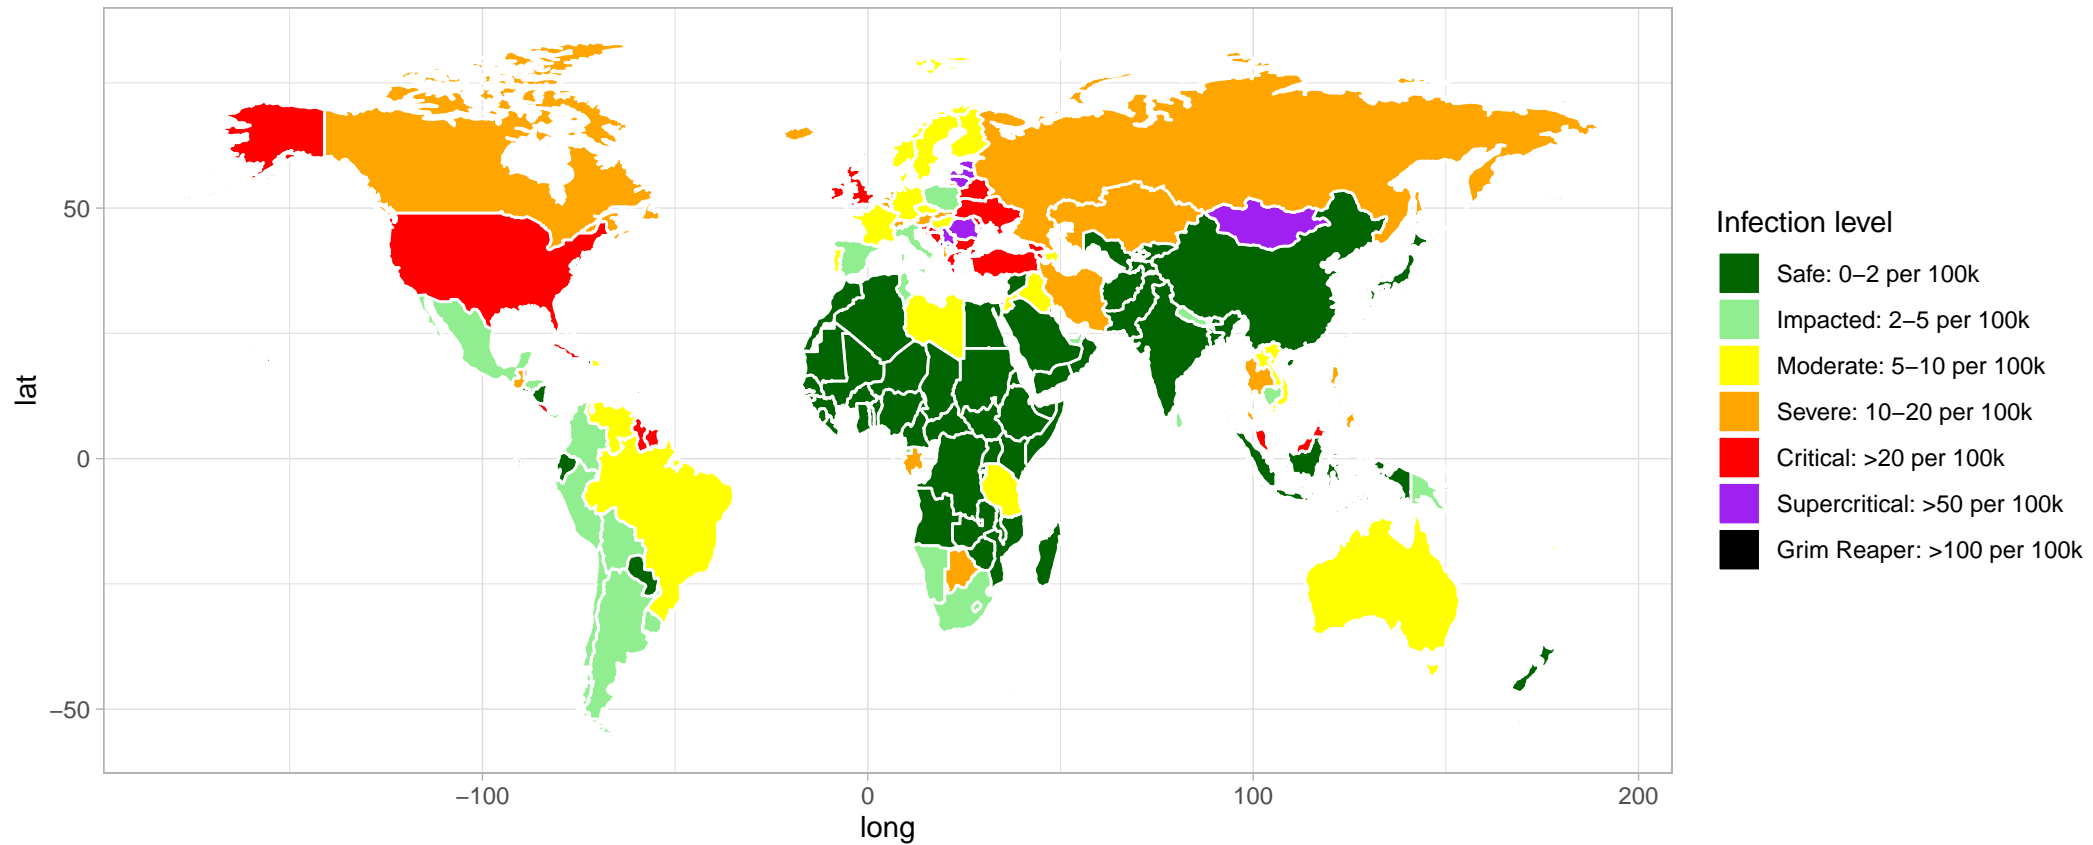 50
0
−50
lat
−100
0
100
200
long
Infection level
Safe: 0−2 per 100k
Impacted: 2−5 per 100k
Moderate: 5−10 per 100k
Severe: 10−20 per 100k
Critical: >20 per 100k
Supercritical: >50 per 100k
Grim Reaper: >100 per 100k